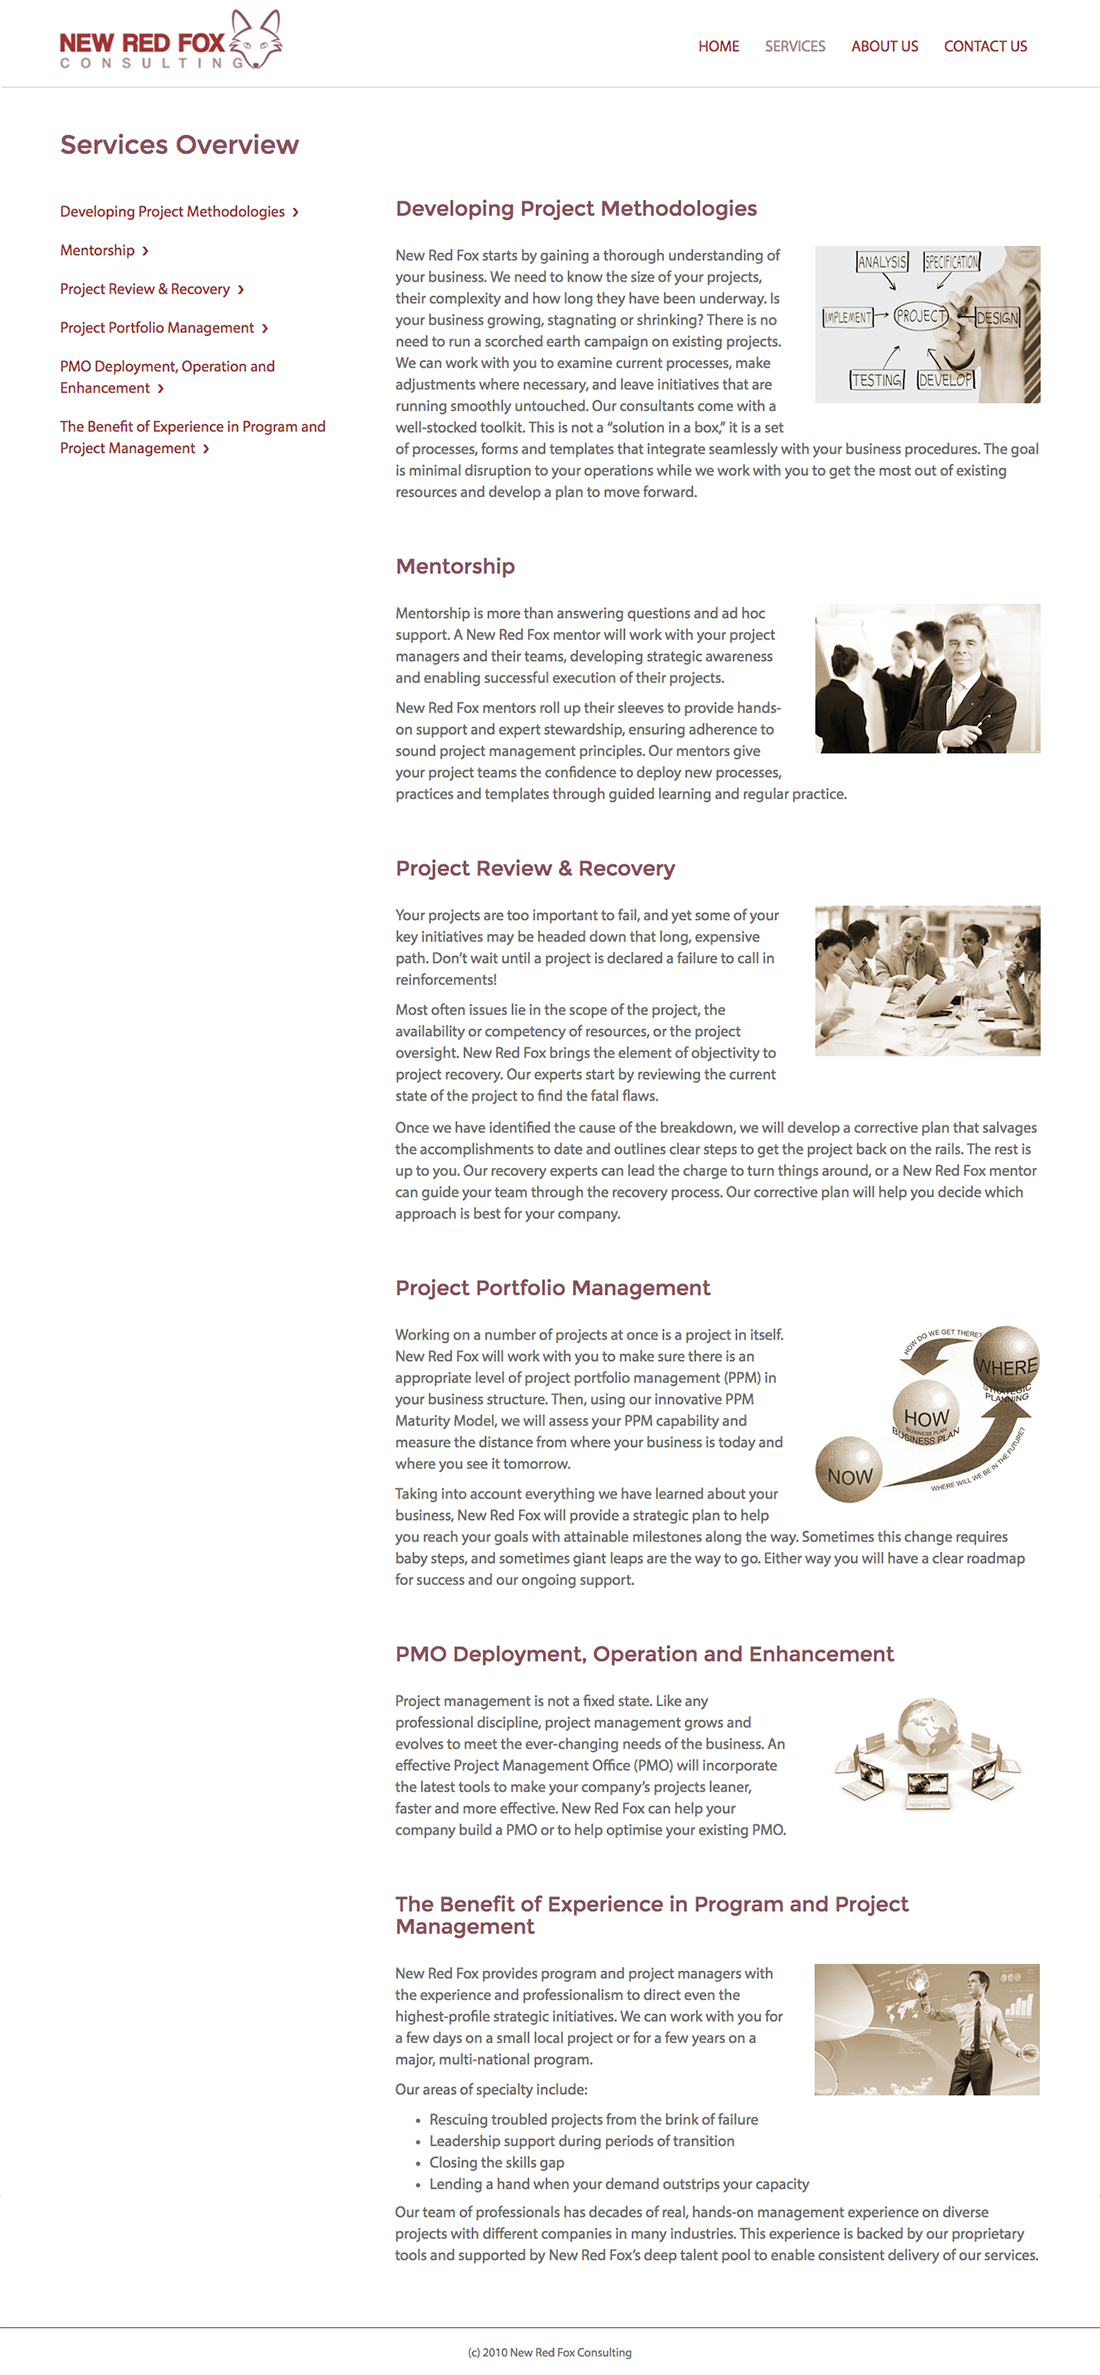 NEW RED FOX
CONSULTING
HOME SERVICES ABOUT US CONTACT US
Services Overview
Developing Project Methodologies ›
Mentorship ›
Project Review & Recovery ›
Project Portfolio Management ›
PMO Deployment, Operation and
Enhancement ›
The Benefit of Experience in Program and
Project Management ›
Developing Project Methodologies
New Red Fox starts by gaining a thorough understanding of
your business. We need to know the size of your projects,
their complexity and how long they have been underway. Is
your business growing, stagnating or shrinking? There is no
need to run a scorched earth campaign on existing projects.
We can work with you to examine current processes, make
adjustments where necessary, and leave initiatives that are
running smoothly untouched. Our consultants come with a
well-stocked toolkit. This is not a “solution in a box,” it is a set
of processes, forms and templates that integrate seamlessly with your business procedures. The goal
is minimal disruption to your operations while we work with you to get the most out of existing
resources and develop a plan to move forward.
ANALYSIS SPECIFICATION
IMPLEMENT PROJECT DESIGN
TESTING DEVELOP
Mentorship
Mentorship is more than answering questions and ad hoc
support. A New Red Fox mentor will work with your project
managers and their teams, developing strategic awareness
and enabling successful execution of their projects.
New Red Fox mentors roll up their sleeves to provide hands-
on support and expert stewardship, ensuring adherence to
sound project management principles. Our mentors give
your project teams the confidence to deploy new processes,
practices and templates through guided learning and regular practice.
Project Review & Recovery
Your projects are too important to fail, and yet some of your
key initiatives may be headed down that long, expensive
path. Don’t wait until a project is declared a failure to call in
reinforcements!
Most often issues lie in the scope of the project, the
availability or competency of resources, or the project
oversight. New Red Fox brings the element of objectivity to
project recovery. Our experts start by reviewing the current
state of the project to find the fatal flaws.
Once we have identified the cause of the breakdown, we will develop a corrective plan that salvages
the accomplishments to date and outlines clear steps to get the project back on the rails. The rest is
up to you. Our recovery experts can lead the charge to turn things around, or a New Red Fox mentor
can guide your team through the recovery process. Our corrective plan will help you decide which
approach is best for your company.
Project Portfolio Management
Working on a number of projects at once is a project in itself.
New Red Fox will work with you to make sure there is an
appropriate level of project portfolio management (PPM) in
your business structure. Then, using our innovative PPM
Maturity Model, we will assess your PPM capability and
measure the distance from where your business is today and
where you see it tomorrow.
Taking into account everything we have learned about your
business, New Red Fox will provide a strategic plan to help
you reach your goals with attainable milestones along the way. Sometimes this change requires
baby steps, and sometimes giant leaps are the way to go. Either way you will have a clear roadmap
for success and our ongoing support.
HOW DO WE GET THERE?
WHERE
STRATEGIC
PLANNING
HOW
BUSINESS PLAN
BUSINESS PLAN
NOW
WHERE WILL WE BE IN THE FUTURE?
PMO Deployment, Operation and Enhancement
Project management is not a fixed state. Like any
professional discipline, project management grows and
evolves to meet the ever-changing needs of the business. An
effective Project Management Office (PMO) will incorporate
the latest tools to make your company’s projects leaner,
faster and more effective. New Red Fox can help your
company build a PMO or to help optimise your existing PMO.
The Benefit of Experience in Program and Project
Management
New Red Fox provides program and project managers with
the experience and professionalism to direct even the
highest-profile strategic initiatives. We can work with you for
a few days on a small local project or for a few years on a
major, multi-national program.
Our areas of specialty include:
• Rescuing troubled projects from the brink of failure
• Leadership support during periods of transition
• Closing the skills gap
• Lending a hand when your demand outstrips your capacity
Our team of professionals has decades of real, hands-on management experience on diverse
projects with different companies in many industries. This experience is backed by our proprietary
tools and supported by New Red Fox’s deep talent pool to enable consistent delivery of our services.
(c) 2010 New Red Fox Consulting